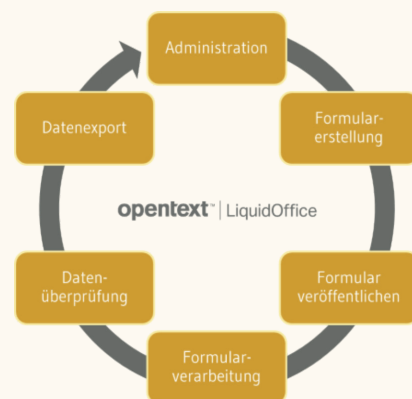 Administration
Formular-
erstellung
Formular
veröffentlichen
Formular-
verarbeitung
Daten-
überprüfung
Datenexport
opentext™ | LiquidOffice